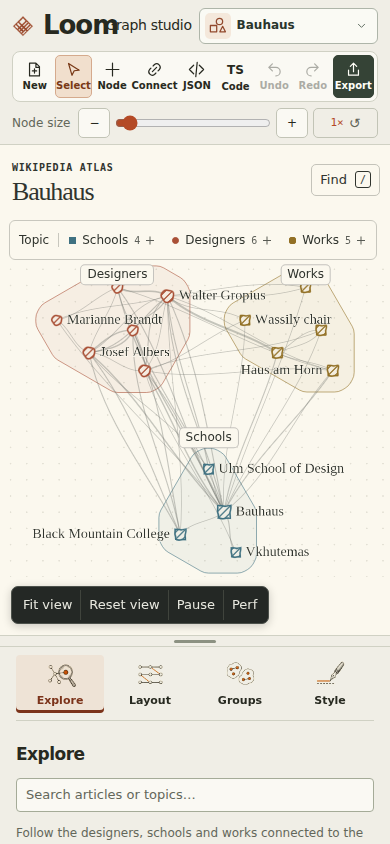 Loom
Graph studio
Bauhaus
New
Select
Node
Connect
JSON
TS
Code
Undo
Redo
Export
Node size
−
+
1×
WIKIPEDIA ATLAS
Bauhaus
Find /
Topic
Schools 4 +
Designers 6 +
Works 5 +
Designers
Works
Walter Gropius
Marianne Brandt
Wassily chair
Josef Albers
Haus am Horn
Schools
Ulm School of Design
Bauhaus
Black Mountain College
Vkhutemas
Fit view
Reset view
Pause
Perf
Explore
Layout
Groups
Style
Explore
Search articles or topics…
Follow the designers, schools and works connected to the